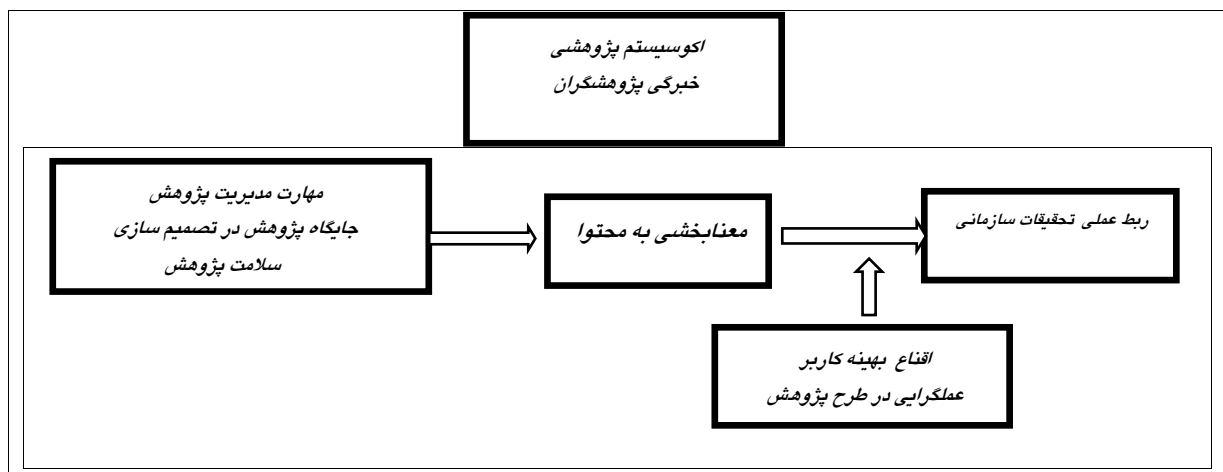 اکوسیستم پژوهشی
خبرگی پژوهشگران
مهارت مدیریت پژوهش
جایگاه پژوهش در تصمیم سازی
سلامت پژوهش
معنابخشی به محتوا
ربط عملی تحقیقات سازمانی
اقناع بهینه کاربر
عملگرایی در طرح پژوهش